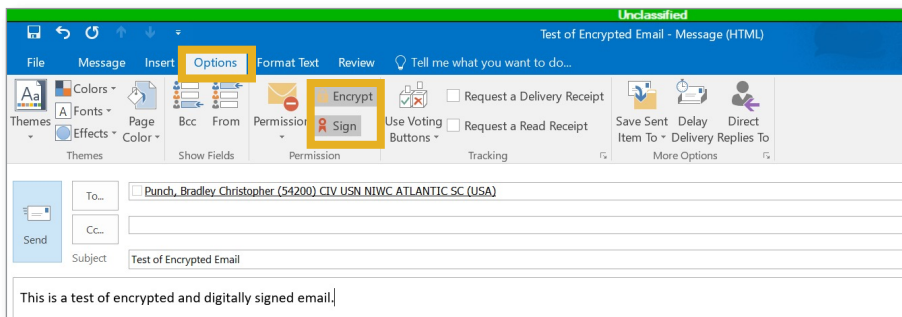 Unclassified
Test of Encrypted Email - Message (HTML)
File Message Insert Options Format Text Review Tell me what you want to do...
Aa Colors Encrypt Request a Delivery Receipt
A Fonts
Themes Effects Page Color Bcc From Permission Sign Use Voting Buttons Request a Read Receipt Save Sent Item To Delay Delivery Direct Replies To
Themes Show Fields Permission Tracking More Options
To... Punch, Bradley Christopher (54200) CIV USN NIWC ATLANTIC SC (USA)
Cc...
Send
Subject Test of Encrypted Email
This is a test of encrypted and digitally signed email.